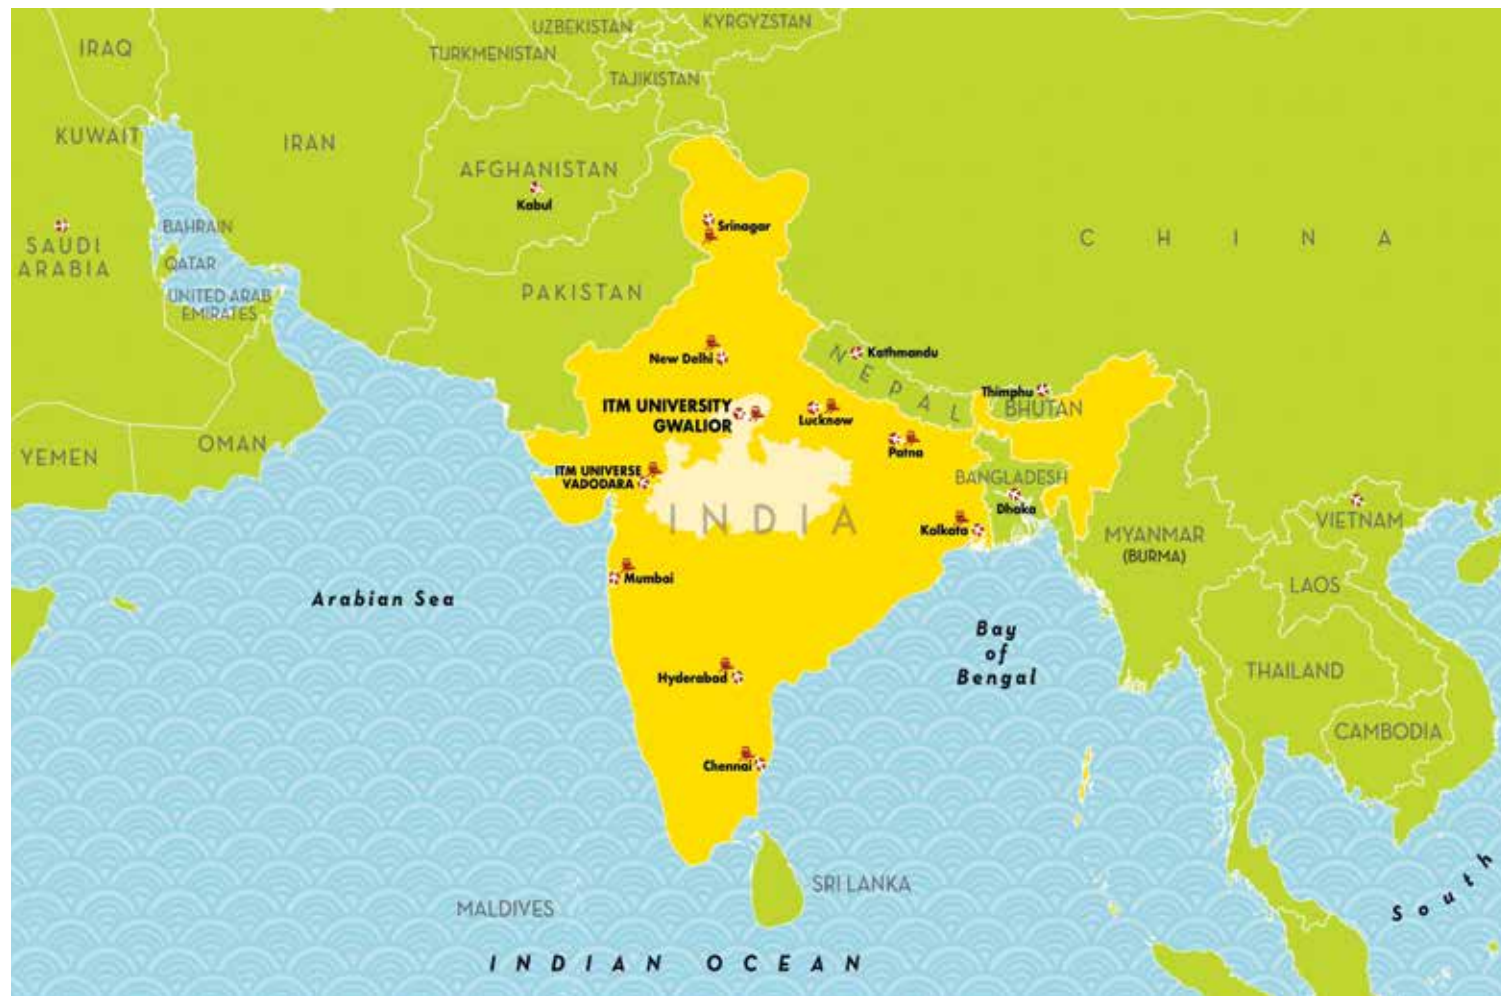 UZBEKISTAN
KYRGYZSTAN
IRAQ
TURKMENISTAN
TAJIKISTAN
KUWAIT
IRAN
AFGHANISTAN
Kabul
BAHRAIN
Srinagar
SAUDI
ARABIA
CHINA
QATAR
UNITED ARAB
EMIRATES
PAKISTAN
New Delhi
NEPAL
Kathmandu
Thimphu
BHUTAN
ITM UNIVERSITY
GWALIOR
Lucknow
Patna
YEMEN
OMAN
ITM UNIVERSE
VADODARA
BANGLADESH
Dhaka
INDIA
Kolkata
MYANMAR
(BURMA)
VIETNAM
Mumbai
LAOS
Arabian Sea
Bay
of
Bengal
Hyderabad
THAILAND
CAMBODIA
Chennai
SRI LANKA
MALDIVES
South
INDIAN OCEAN